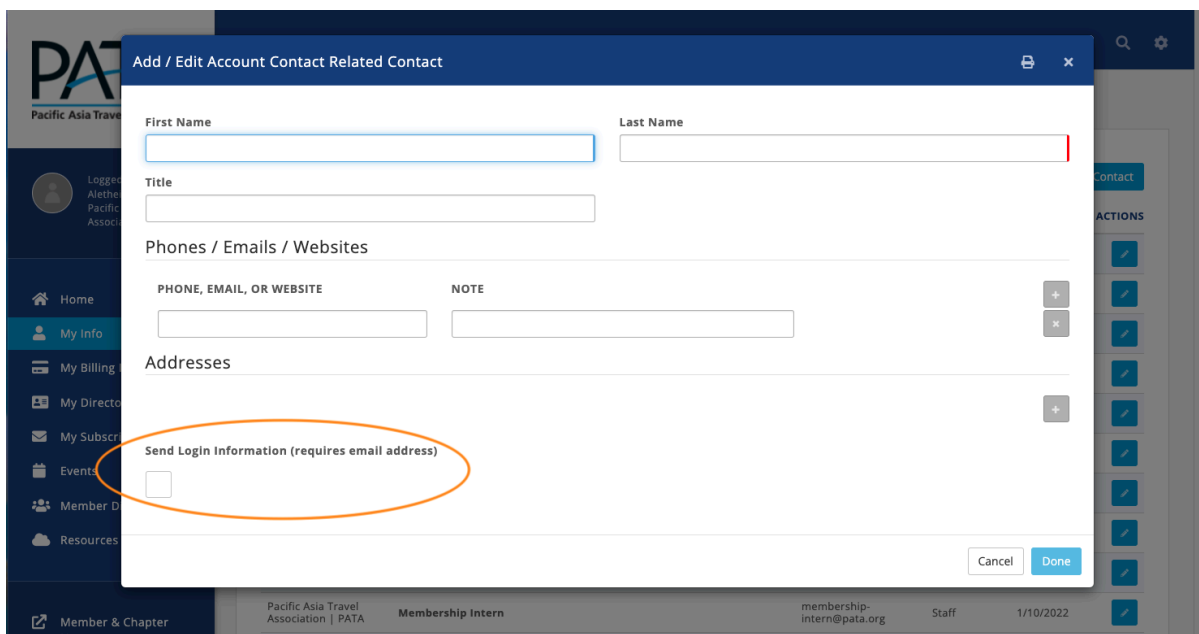 PAT
Pacific Asia Trave
Add / Edit Account Contact Related Contact
First Name
Last Name
Title
Phones / Emails / Websites
PHONE, EMAIL, OR WEBSITE
NOTE
Addresses
Send Login Information (requires email address)
Cancel
Done
Logged
Alethe
Pacific
Associa
Home
My Info
My Billing
My Directo
My Subscri
Events
Member D
Resources
Member & Chapter
Contact
ACTIONS
Pacific Asia Travel
Association | PATA
Membership Intern
membership-
intern@pata.org
Staff
1/10/2022